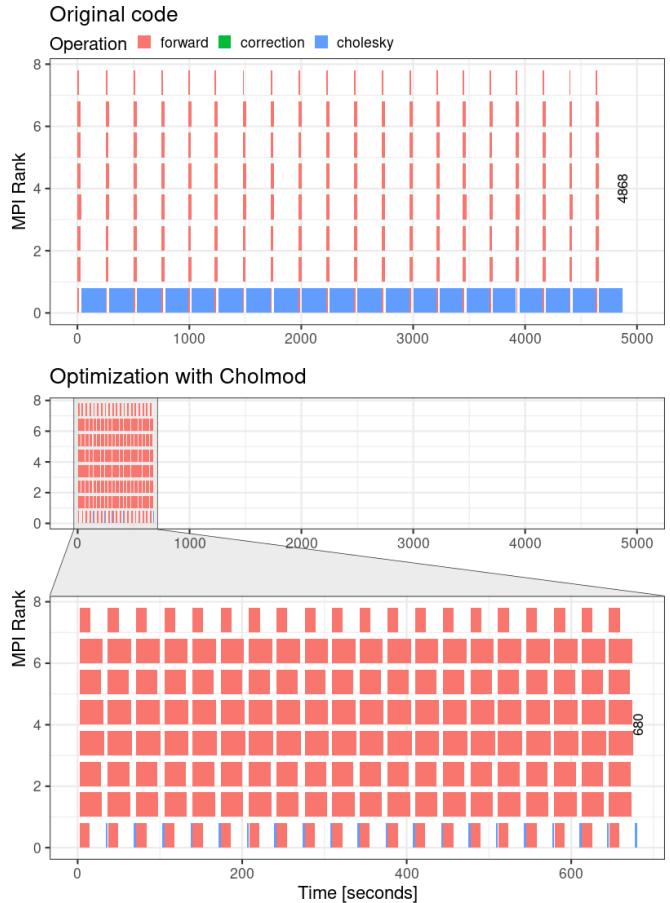 Original code
Operation forward correction cholesky
8
6
4
2
0
MPI Rank
4868
0 1000 2000 3000 4000 5000
Optimization with Cholmod
8
6
4
2
0
0 1000 2000 3000 4000 5000
8
6
4
2
0
MPI Rank
680
0 200 400 600
Time [seconds]